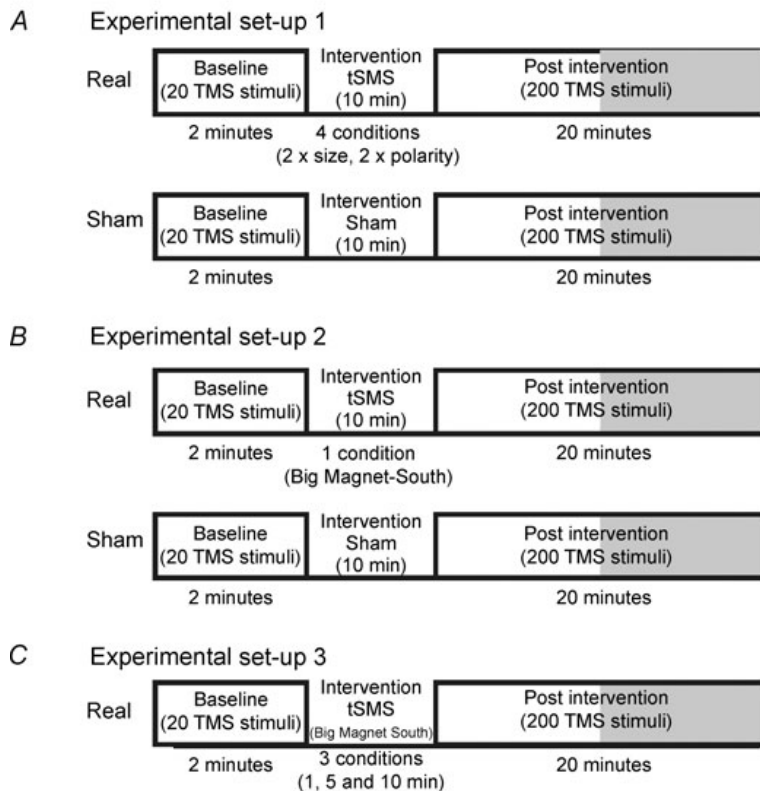 A Experimental set-up 1
Real
Baseline
(20 TMS stimuli)
Intervention
tSMS
(10 min)
Post intervention
(200 TMS stimuli)
2 minutes
4 conditions
(2 x size, 2 x polarity)
20 minutes
Sham
Baseline
(20 TMS stimuli)
Intervention
Sham
(10 min)
Post intervention
(200 TMS stimuli)
2 minutes
20 minutes
B Experimental set-up 2
Real
Baseline
(20 TMS stimuli)
Intervention
tSMS
(10 min)
Post intervention
(200 TMS stimuli)
2 minutes
1 condition
(Big Magnet-South)
20 minutes
Sham
Baseline
(20 TMS stimuli)
Intervention
Sham
(10 min)
Post intervention
(200 TMS stimuli)
2 minutes
20 minutes
C Experimental set-up 3
Real
Baseline
(20 TMS stimuli)
Intervention
tSMS
(Big Magnet South)
Post intervention
(200 TMS stimuli)
2 minutes
3 conditions
(1, 5 and 10 min)
20 minutes